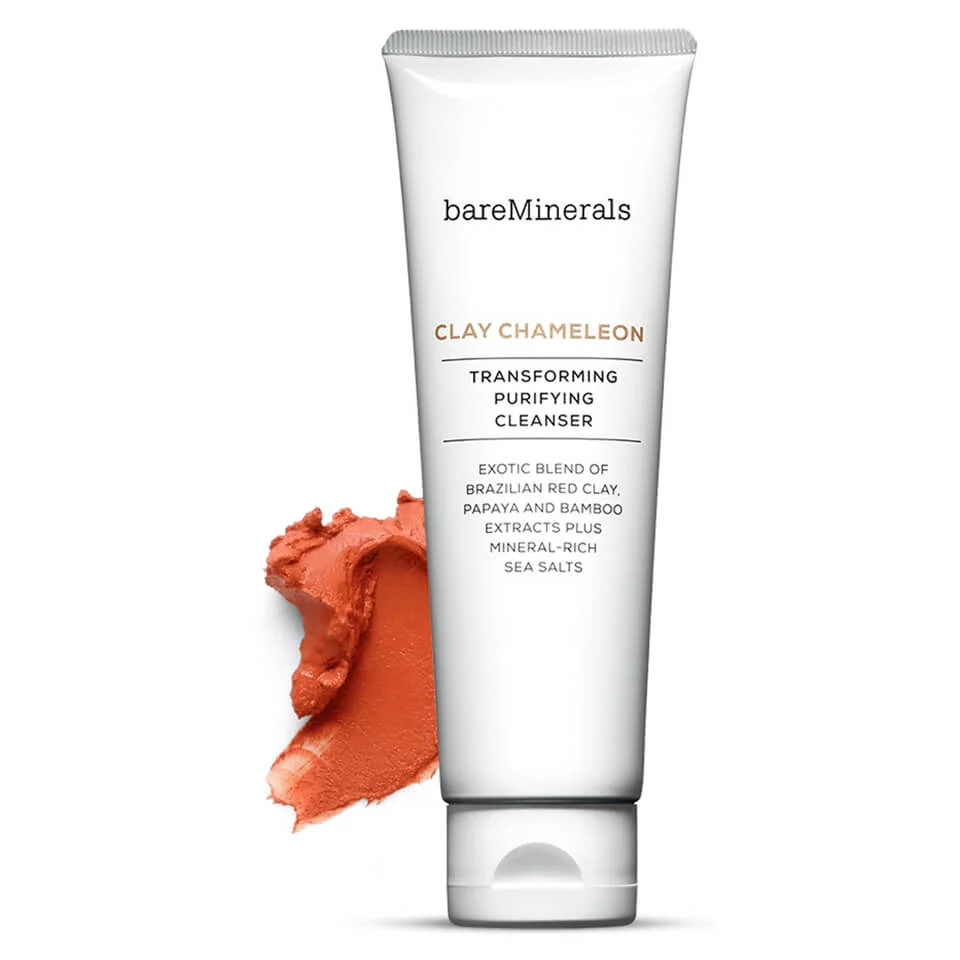 bareMinerals
CLAY CHAMELEON
TRANSFORMING
PURIFYING
CLEANSER
EXOTIC BLEND OF
BRAZILIAN RED CLAY,
PAPAYA AND BAMBOO
EXTRACTS PLUS
MINERAL-RICH
SEA SALTS